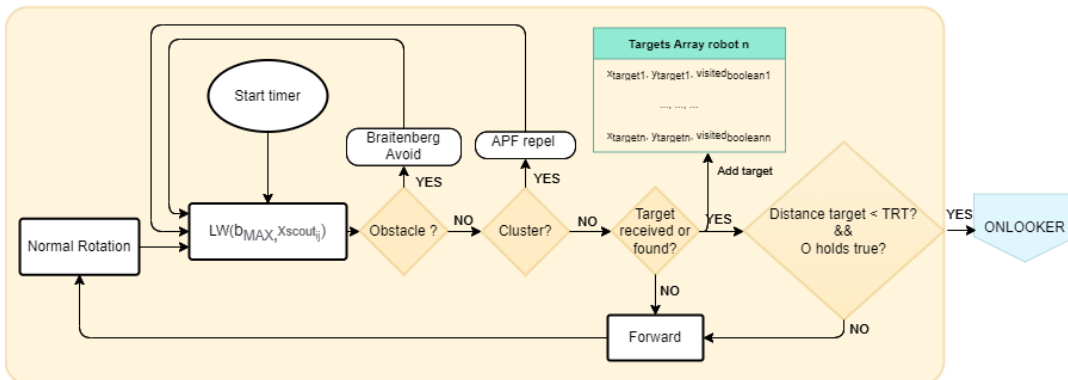 Start timer
Targets Array robot n
xtarget1, ytarget1, visitedboolean1
..., ..., ...
xtargetn, ytargetn, visitedbooleann
Braitenberg
Avoid
APF repel
YES
YES
Add target
Normal Rotation
LW(bMAX,xscoutij)
Obstacle ?
NO
Cluster?
NO
Target
received or
found?
YES
Distance target < TRT?
&&
O holds true?
YES
ONLOOKER
NO
Forward
NO